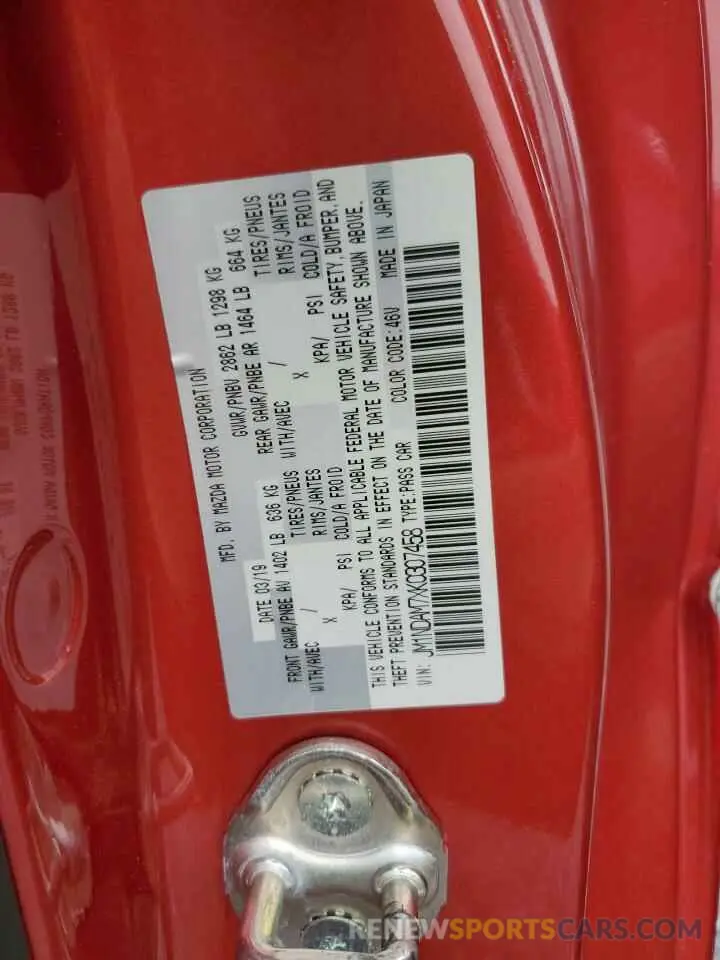 MFD. BY MAZDA MOTOR CORPORATION
DATE 03/19 GVWR/PNBV 2862 LB 1298 KG
FRONT GAWR/PNBE AV 1402 LB 636 KG REAR GAWR/PNBE AR 1464 LB 664 KG
WITH/AVEC / TIRES/PNEUS WITH/AVEC / TIRES/PNEUS
X RIMS/JANTES X RIMS/JANTES
KPA/ PSI COLD/A FROID KPA/ PSI COLD/A FROID
THIS VEHICLE CONFORMS TO ALL APPLICABLE FEDERAL MOTOR VEHICLE SAFETY,BUMPER,AND
THEFT PREVENTION STANDARDS IN EFFECT ON THE DATE OF MANUFACTURE SHOWN ABOVE.
VIN: JM1NDAM7XK0307458 TYPE:PASS CAR COLOR CODE:46V MADE IN JAPAN
RENEWSPORTSCARS.COM